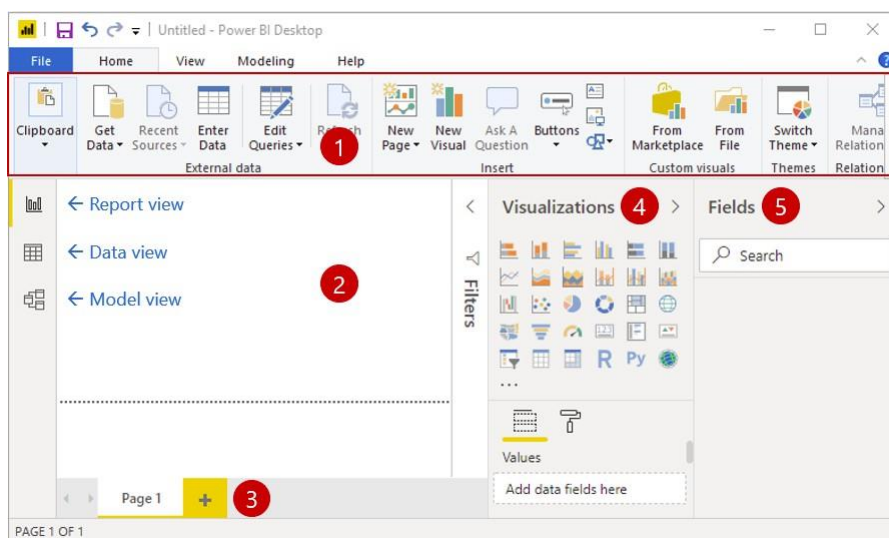 Untitled - Power BI Desktop
File Home View Modeling Help
Clipboard
Get Data
Recent Sources
Enter Data
Edit Queries
1
New Page
New Visual
Ask A Question
Buttons
From Marketplace
From File
Switch Theme
External data
Insert
Custom visuals
Themes
Relation
← Report view
← Data view
← Model view
2
Filters
Visualizations 4
R Py
Values
Add data fields here
Fields 5
Search
Page 1 + 3
PAGE 1 OF 1